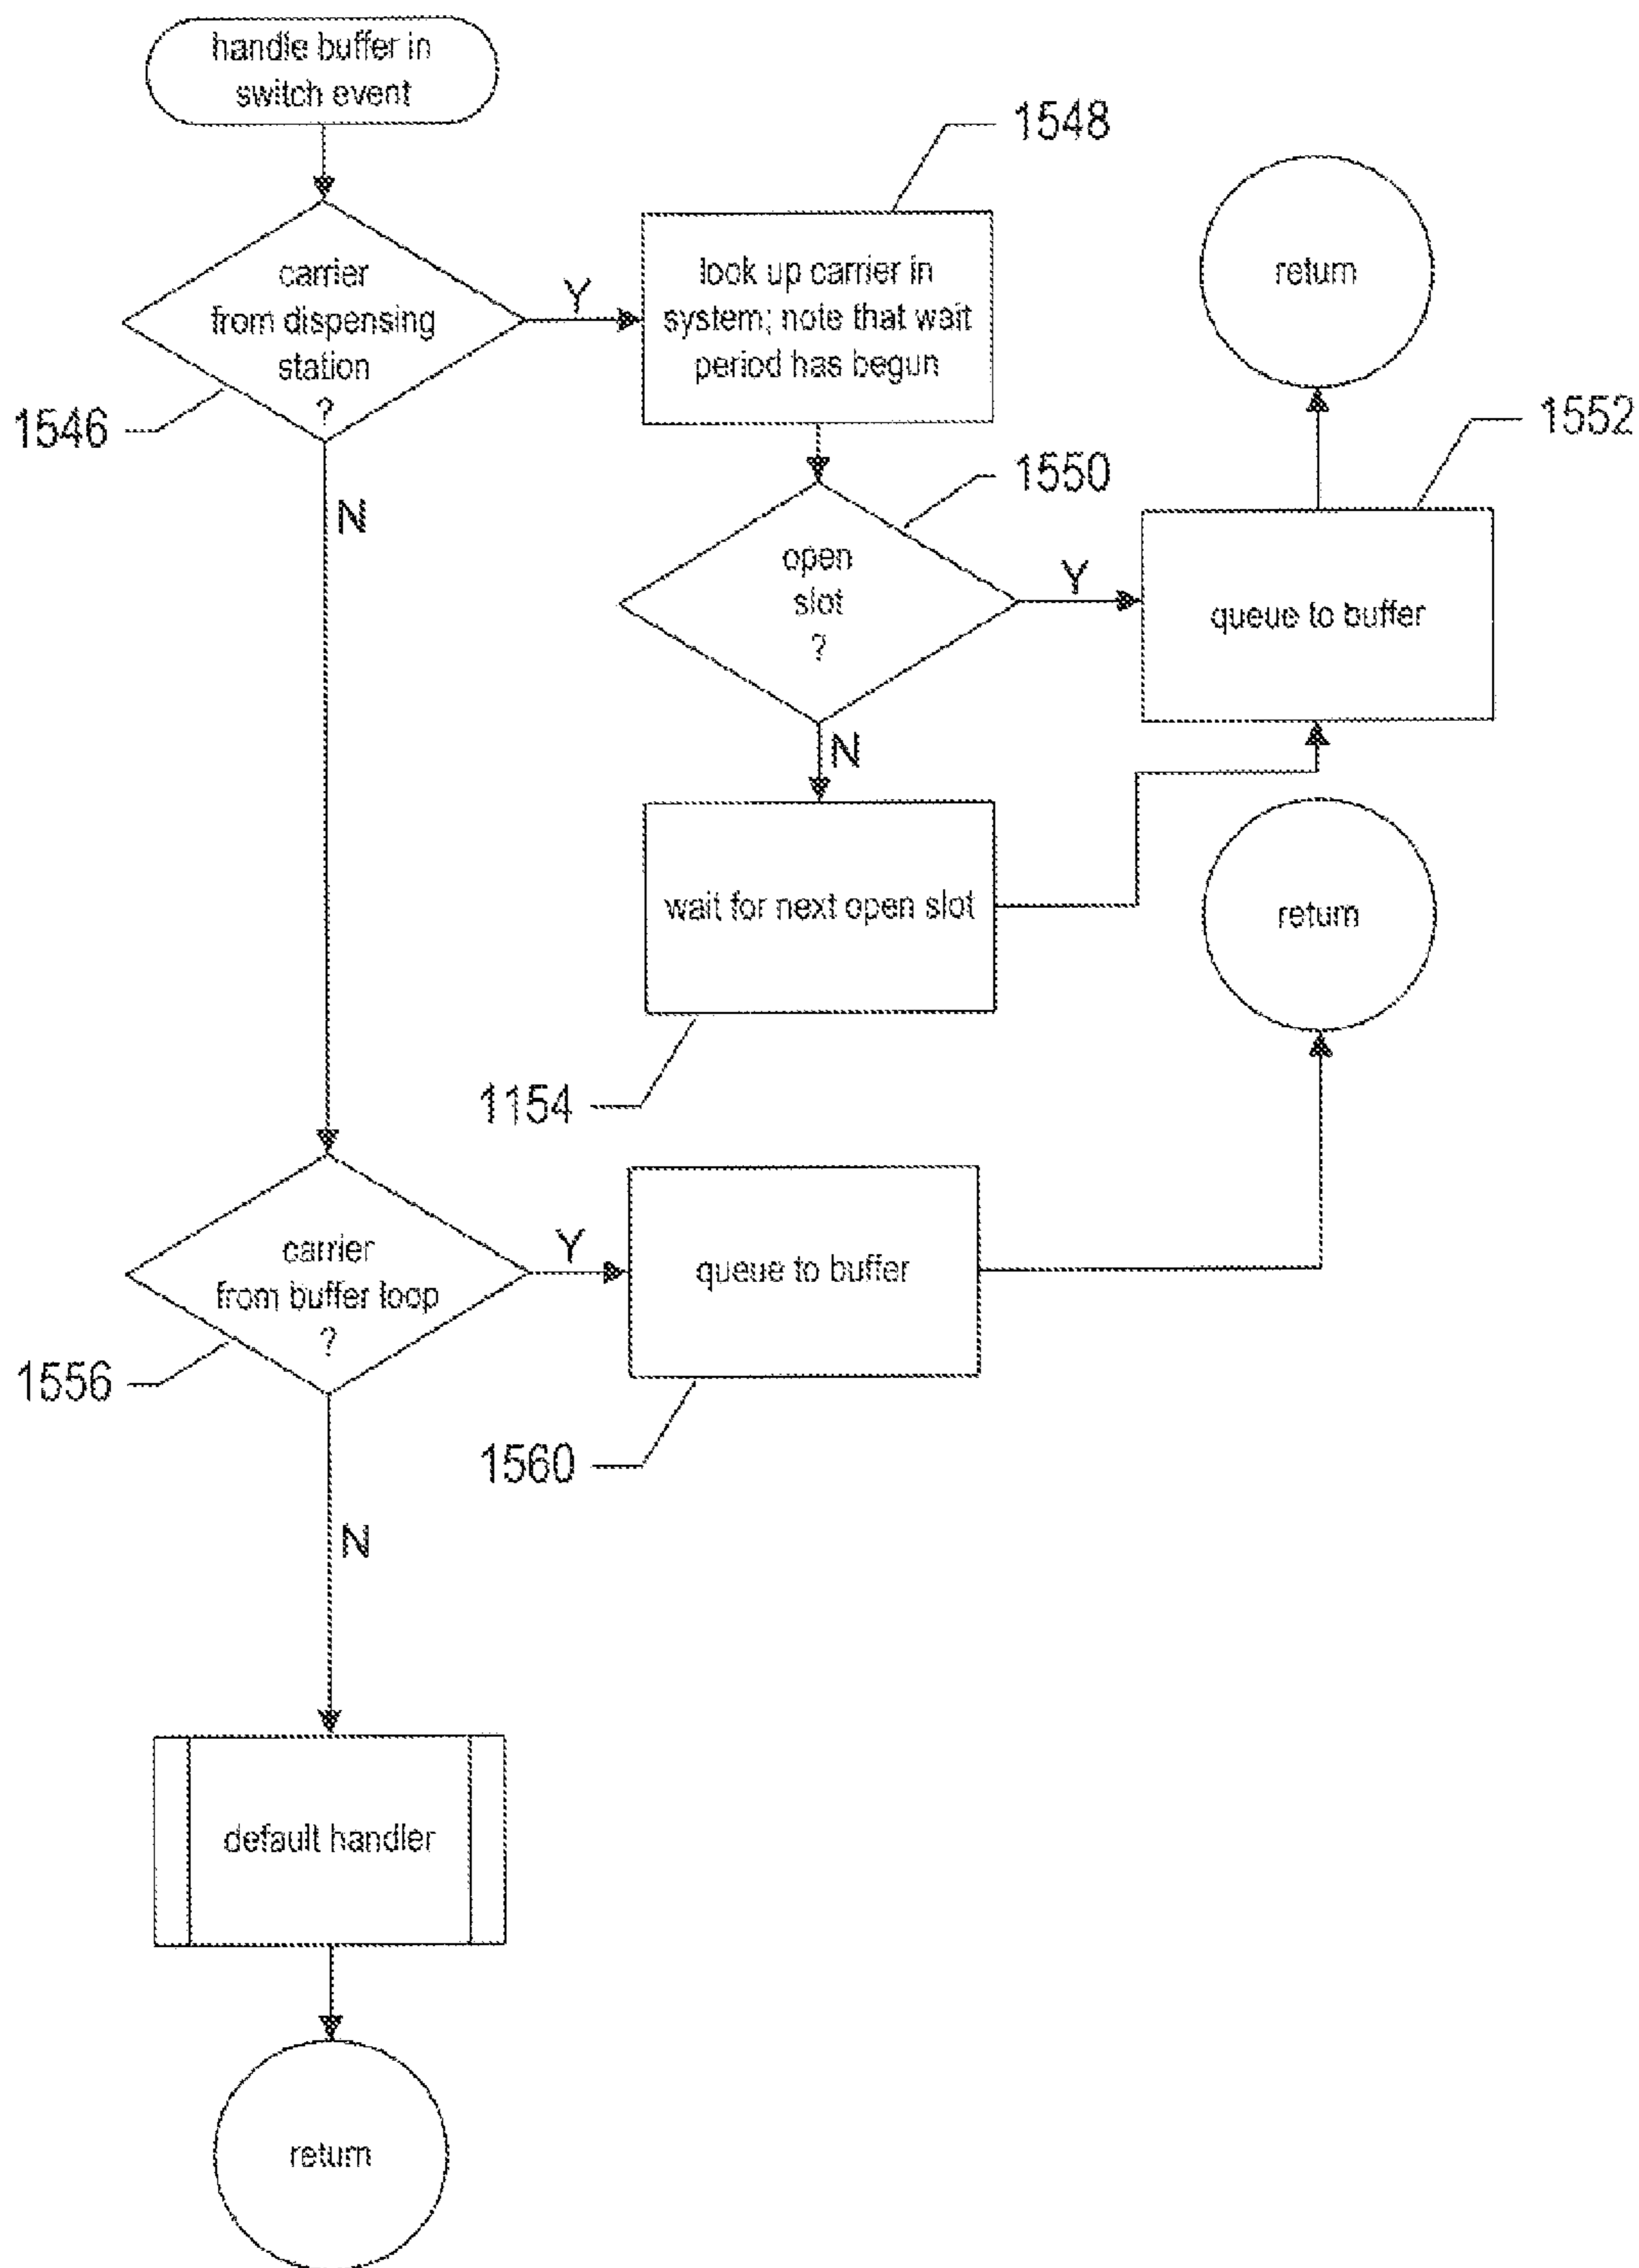 handle buffer in
switch event
1548
carrier
from dispensing
station
?
Y
look up carrier in
system; note that wait
period has begun
return
1546
1552
N
1550
open
slot
?
Y
queue to buffer
N
wait for next open slot
return
1154
carrier
from buffer loop
?
Y
queue to buffer
1556
1560
N
default handler
return